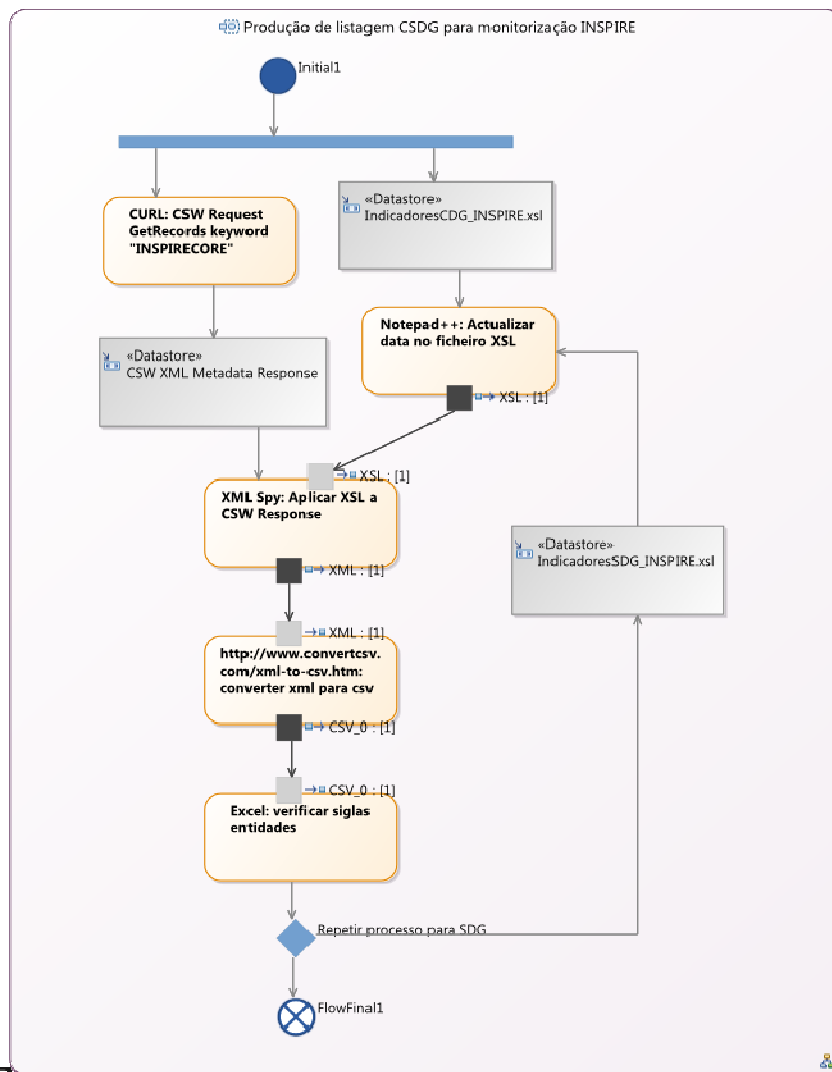 Produção de listagem CSDG para monitorização INSPIRE
Initial1
CURL: CSW Request
GetRecords keyword
"INSPIRECORE"
«Datastore»
IndicadoresCDG_INSPIRE.xsl
Notepad++: Actualizar
data no ficheiro XSL
XSL : [1]
«Datastore»
CSW XML Metadata Response
XSL : [1]
XML Spy: Aplicar XSL a
CSW Response
XML : [1]
«Datastore»
IndicadoresSDG_INSPIRE.xsl
XML : [1]
http://www.convertcsv.
com/xml-to-csv.htm:
converter xml para csv
CSV_0 : [1]
CSV_0 : [1]
Excel: verificar siglas
entidades
Repetir processo para SDG
FlowFinal1